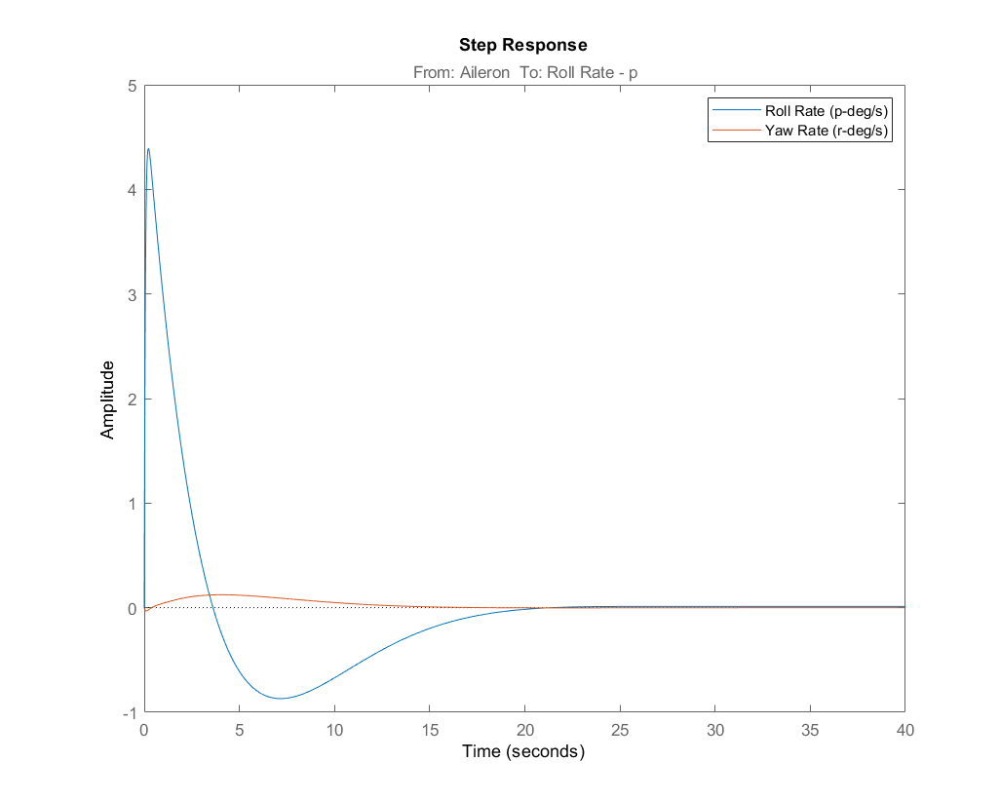 Step Response
From: Aileron  To: Roll Rate - p
Roll Rate (p-deg/s)
Yaw Rate (r-deg/s)
Amplitude
5
4
3
2
1
0
-1
0 5 10 15 20 25 30 35 40
Time (seconds)